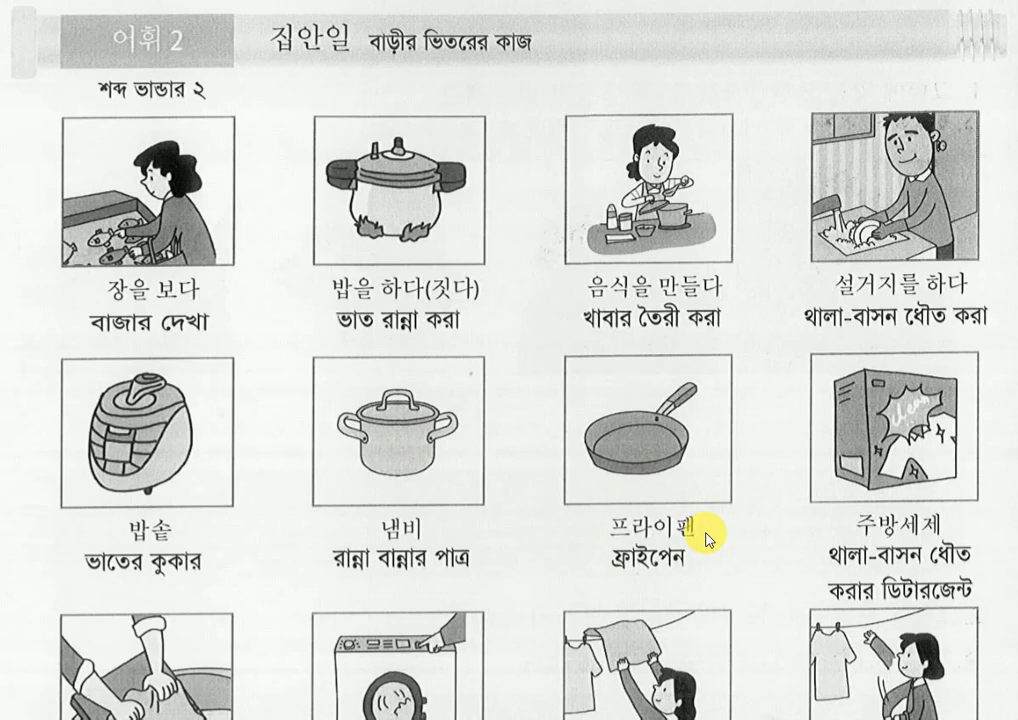 어휘 2
집안일 বাড়ীর ভিতরের কাজ
শব্দ ভান্ডার ২
장을 보다
বাজার দেখা
밥을 하다(짓다)
ভাত রান্না করা
음식을 만들다
খাবার তৈরী করা
설거지를 하다
থালা-বাসন ধৌত করা
밥솥
ভাতের কুকার
냄비
রান্না বান্নার পাত্র
프라이팬
ফ্রাইপেন
clean
주방세제
থালা-বাসন ধৌত
করার ডিটারজেন্ট